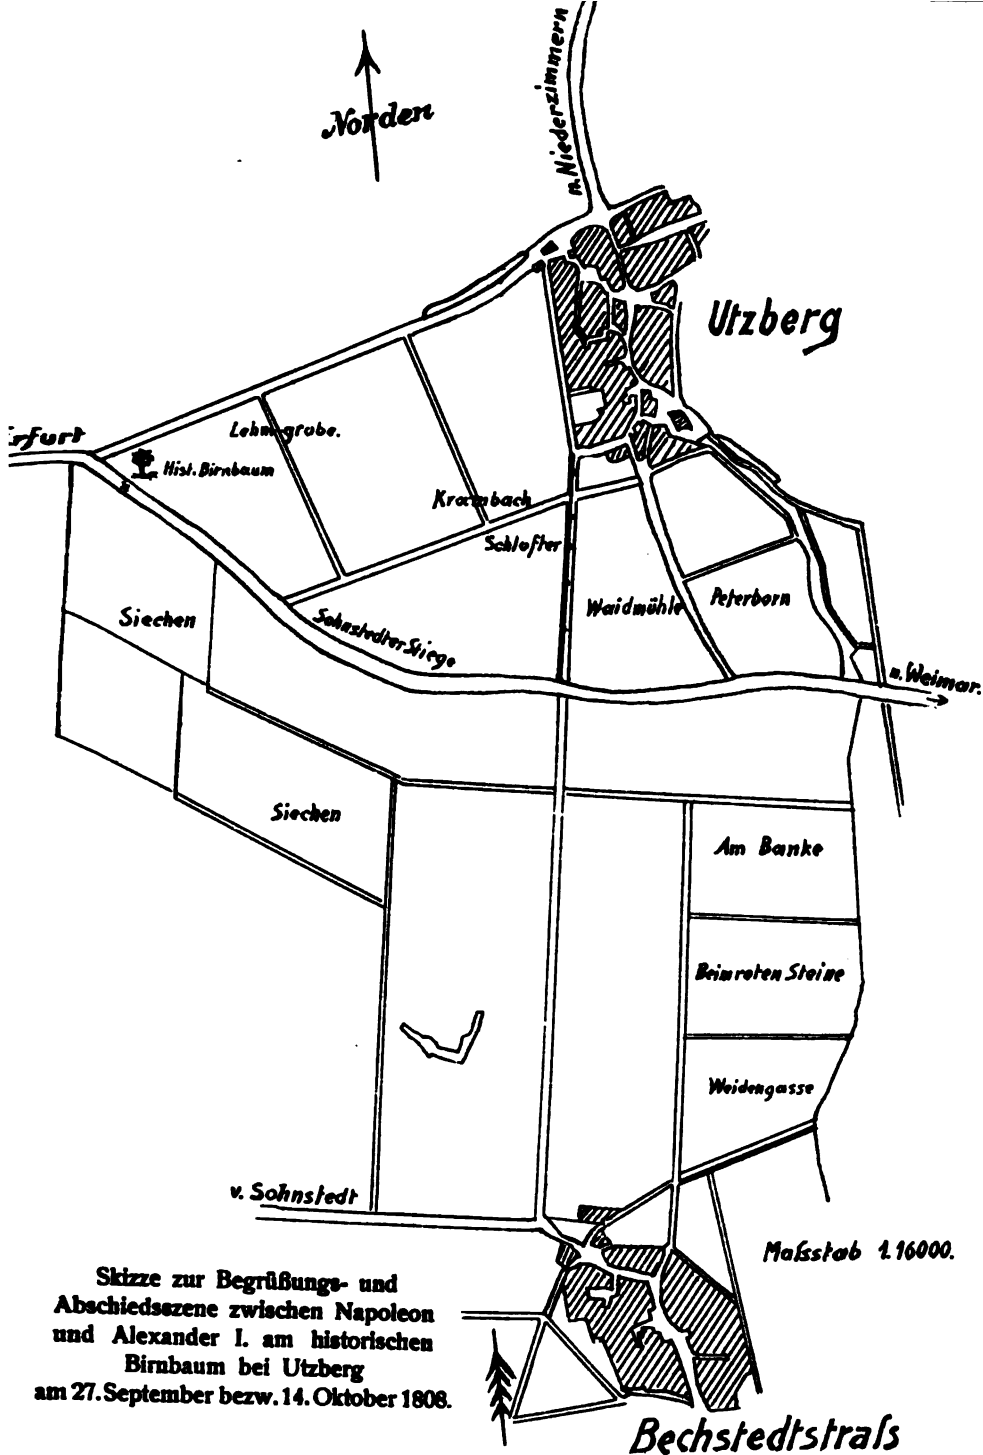 n. Niederzimmern
Norden
Utzberg
Erfurt
Lehmgrube.
Hist. Birnbaum
Krambach
Schlofter
Siechen
Sohnstedter Stiege
Waidmühle
Peterborn
n. Weimar.
Siechen
Am Banke
Beim roten Steine
Weidengasse
v. Sohnstedt
Maſsstab 1.16000.
Skizze zur Begrüßungs- und
Abschiedsszene zwischen Napoleon
und Alexander I. am historischen
Birnbaum bei Utzberg
am 27. September bezw. 14. Oktober 1808.
Bechstedtstraſs